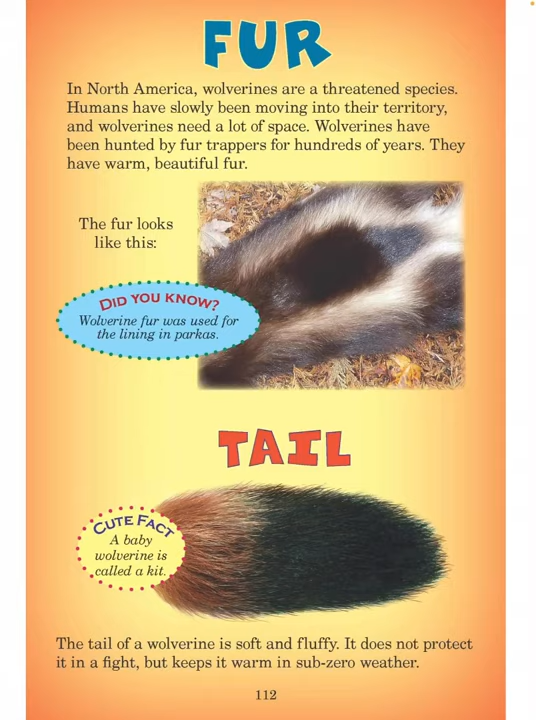 FUR
In North America, wolverines are a threatened species.
Humans have slowly been moving into their territory,
and wolverines need a lot of space. Wolverines have
been hunted by fur trappers for hundreds of years. They
have warm, beautiful fur.
The fur looks
like this:
DID YOU KNOW?
Wolverine fur was used for
the lining in parkas.
TAIL
CUTE FACT
A baby
wolverine is
called a kit.
The tail of a wolverine is soft and fluffy. It does not protect
it in a fight, but keeps it warm in sub-zero weather.
112